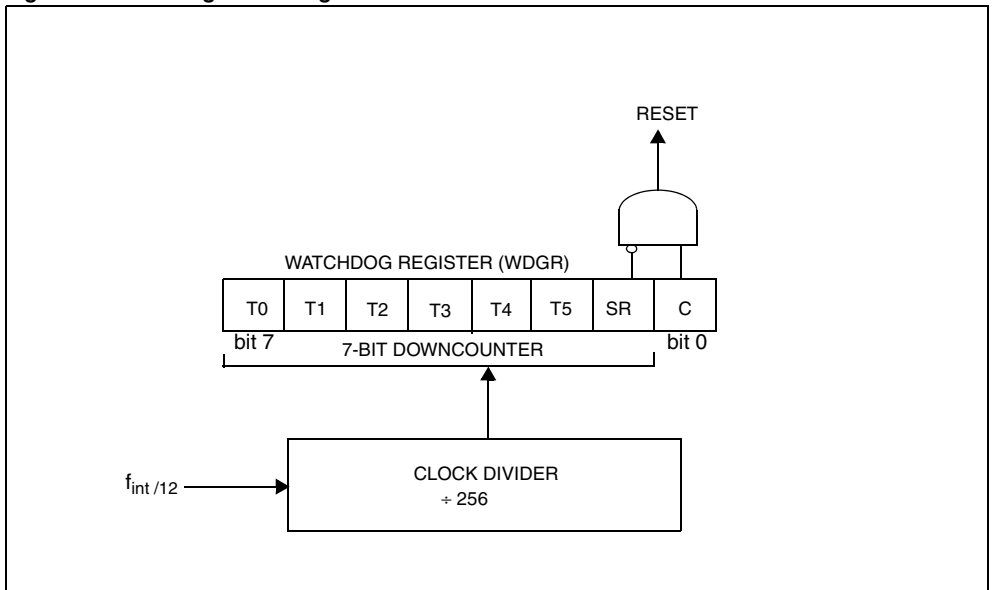 RESET
WATCHDOG REGISTER (WDGR)
T0 T1 T2 T3 T4 T5 SR C
bit 7 7-BIT DOWNCOUNTER bit 0
fint /12
CLOCK DIVIDER
÷ 256